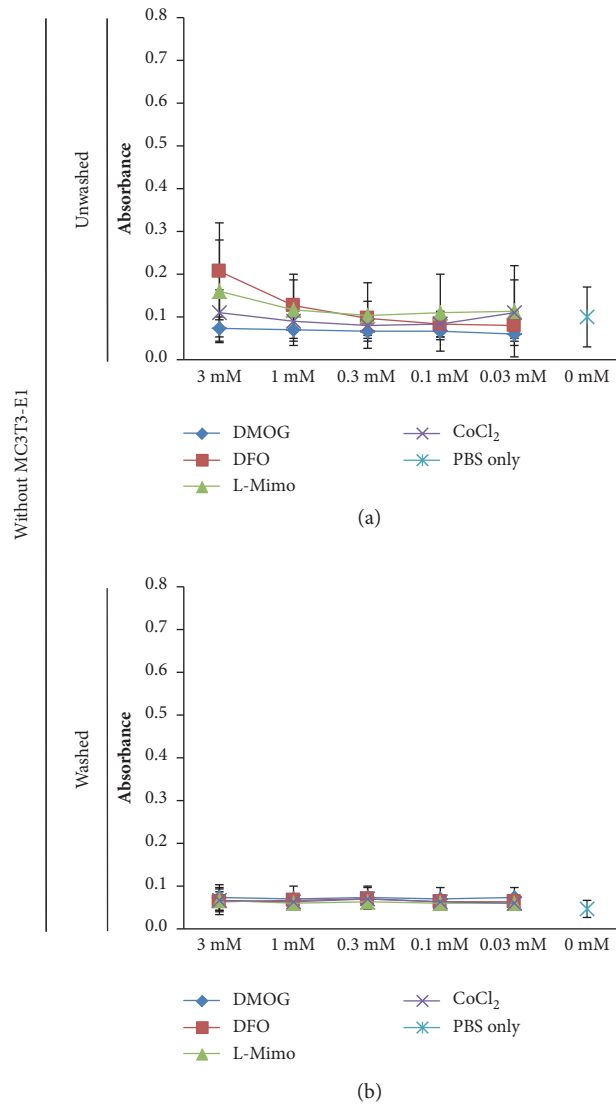 Without MC3T3-E1
Unwashed
Absorbance
0.8
0.7
0.6
0.5
0.4
0.3
0.2
0.1
0.0
3 mM 1 mM 0.3 mM 0.1 mM 0.03 mM 0 mM
DMOG CoCl₂
DFO PBS only
L-Mimo
(a)
Washed
Absorbance
0.8
0.7
0.6
0.5
0.4
0.3
0.2
0.1
0.0
3 mM 1 mM 0.3 mM 0.1 mM 0.03 mM 0 mM
DMOG CoCl₂
DFO PBS only
L-Mimo
(b)